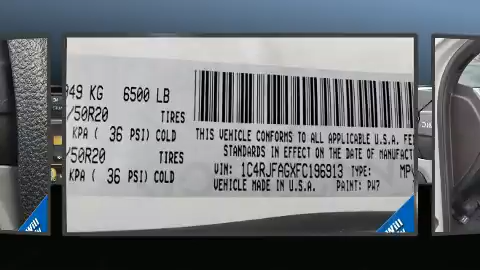 949 KG 6500 LB
/50R20 TIRES
KPA ( 36 PSI) COLD
/50R20 TIRES
KPA ( 36 PSI) COLD
THIS VEHICLE CONFORMS TO ALL APPLICABLE U.S.A. FE
STANDARDS IN EFFECT ON THE DATE OF MANUFACT
VIN: 1C4RJFAGXFC196913 TYPE: MP
VEHICLE MADE IN U.S.A. PAINT: PW7